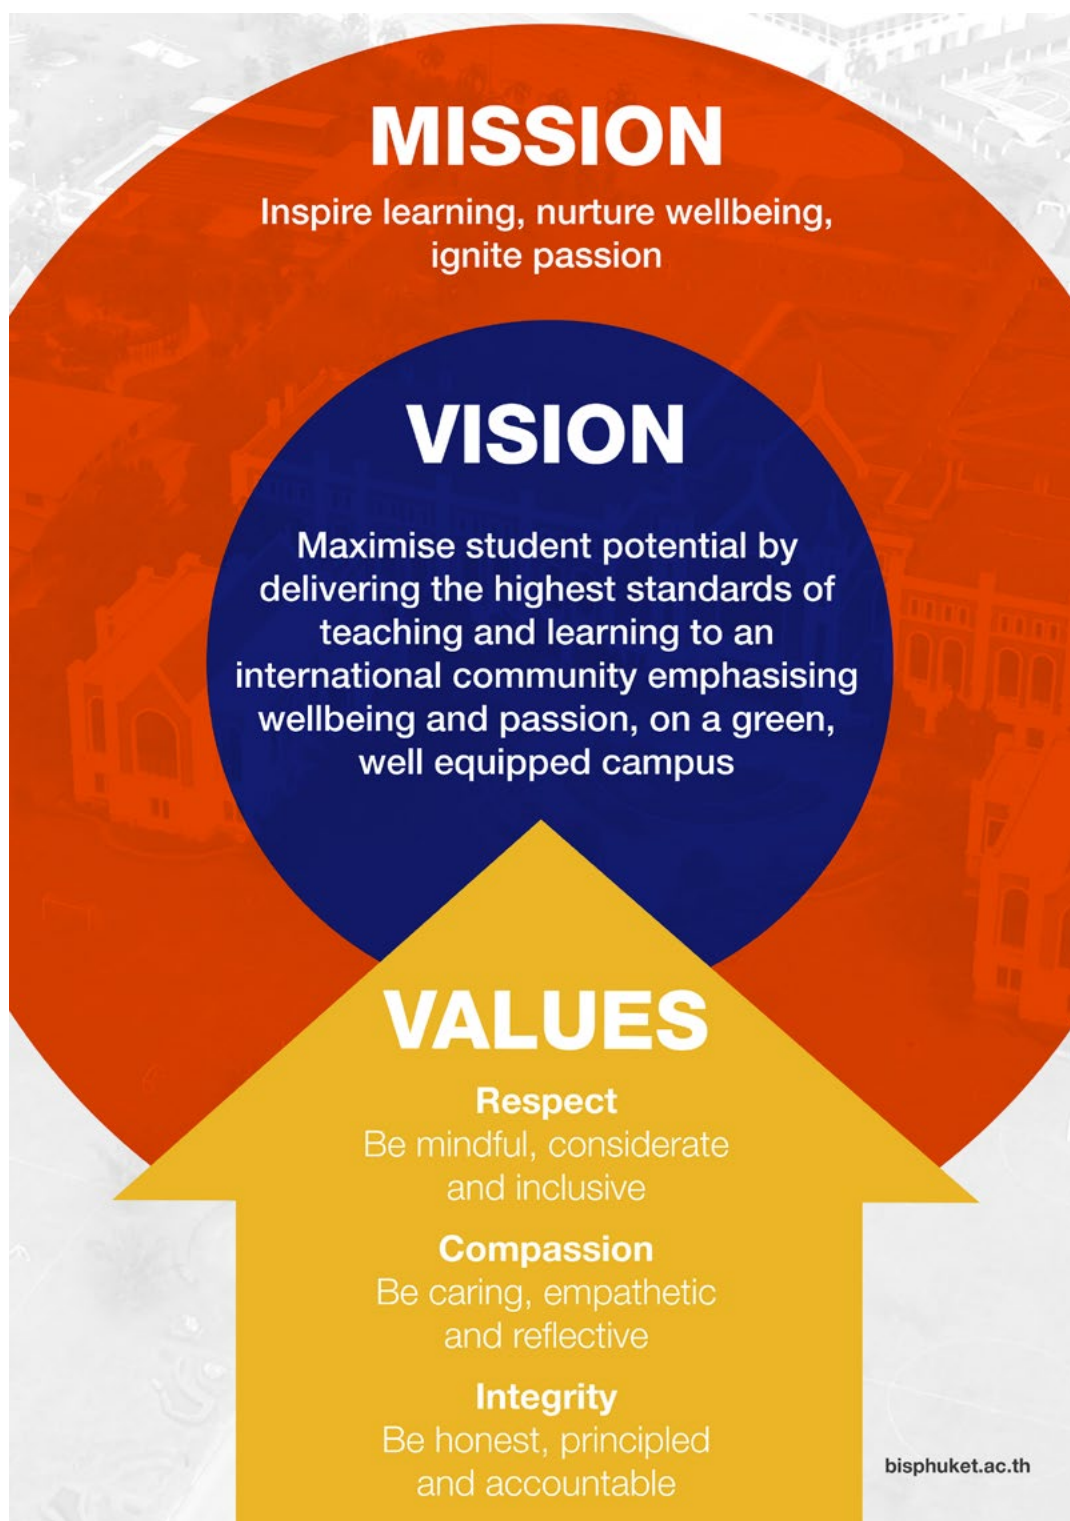 MISSION
Inspire learning, nurture wellbeing,
ignite passion
VISION
Maximise student potential by
delivering the highest standards of
teaching and learning to an
international community emphasising
wellbeing and passion, on a green,
well equipped campus
VALUES
Respect
Be mindful, considerate
and inclusive
Compassion
Be caring, empathetic
and reflective
Integrity
Be honest, principled
and accountable
bisphuket.ac.th